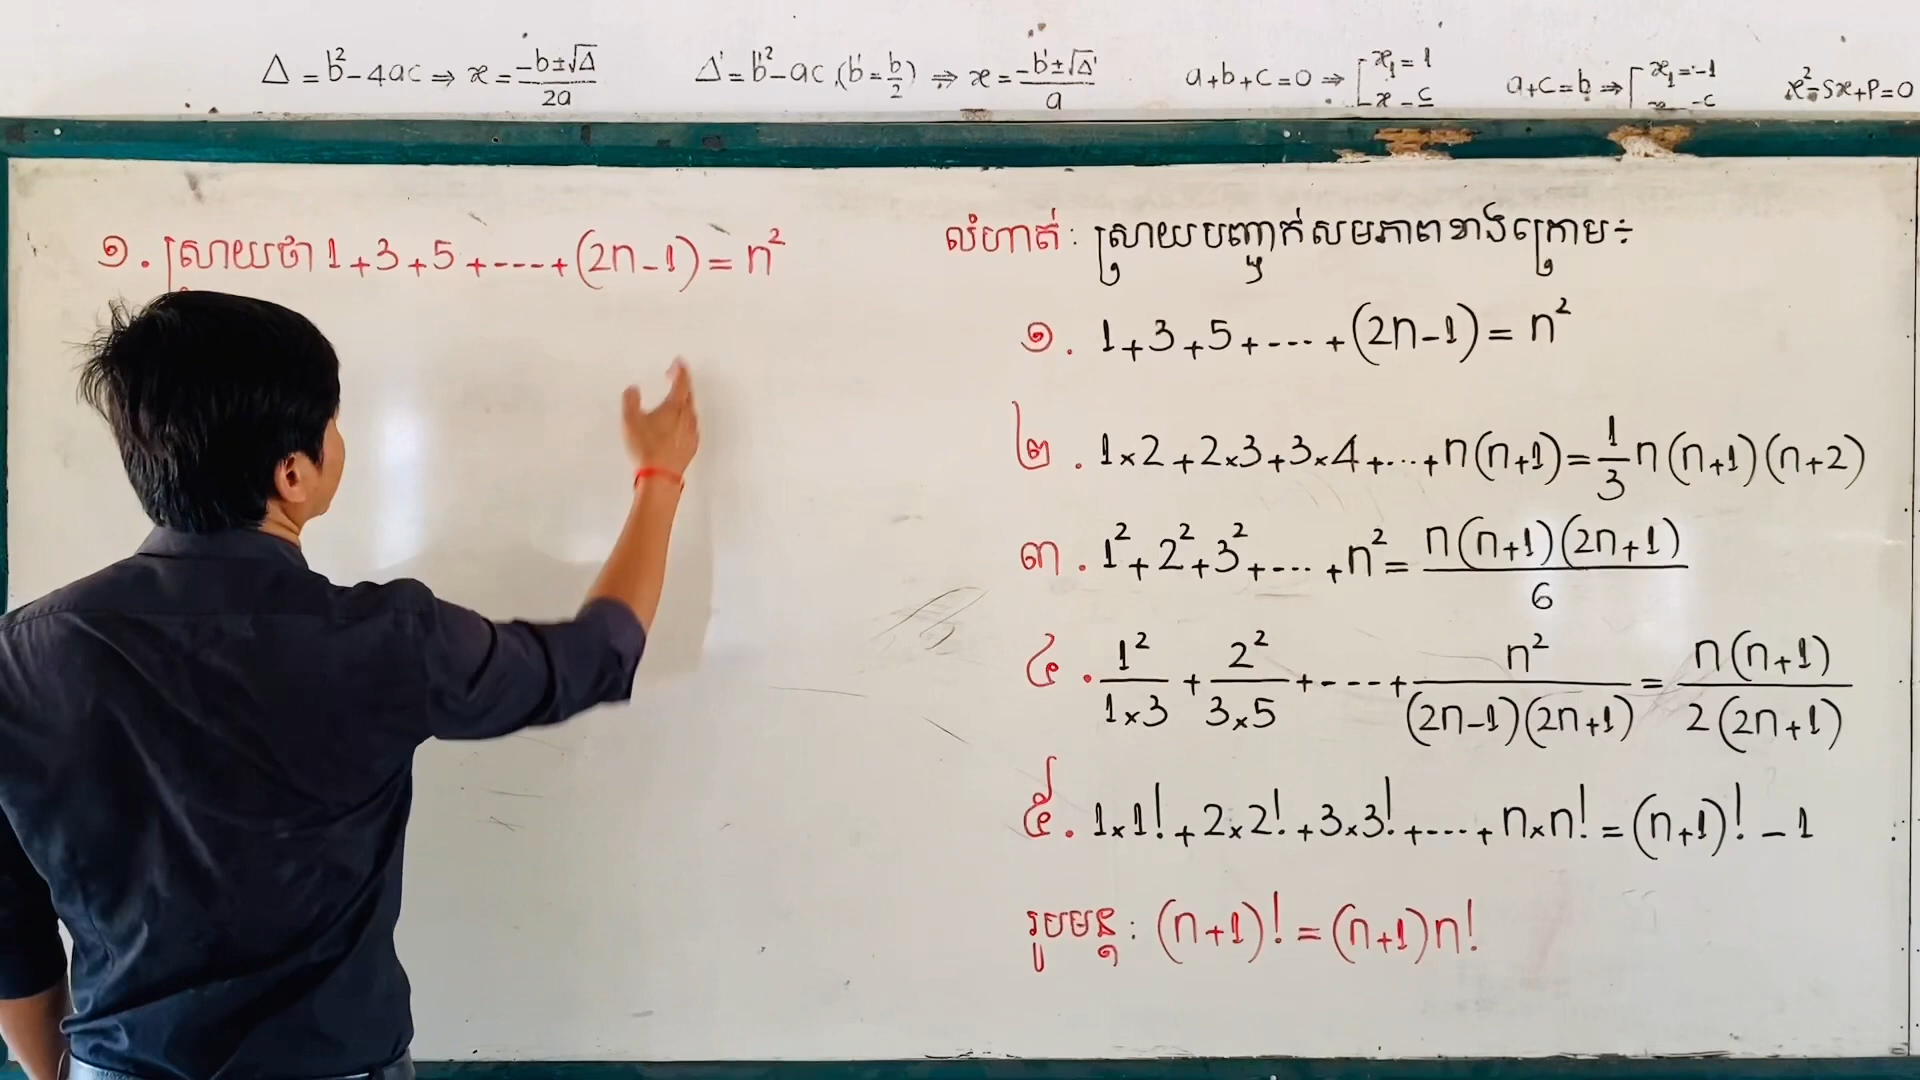 Δ = b² - 4ac ⇒ x = (-b ± √Δ) / 2a
Δ' = b'² - ac, (b' = b/2) ⇒ x = (-b' ± √Δ') / a
a + b + c = 0 ⇒ [ x₁ = 1
a + c = b ⇒ [ x₁ = -1
x² - Sx + P = 0
១. ស្រាយថា 1 + 3 + 5 + ---- + (2n - 1) = n²
លំហាត់ : ស្រាយបញ្ជាក់សមភាពខាងក្រោម ÷
១. 1 + 3 + 5 + --- + (2n - 1) = n²
២. 1×2 + 2×3 + 3×4 + ... + n(n+1) = 1/3 n(n+1)(n+2)
៣. 1² + 2² + 3² + ---- + n² = n(n+1)(2n+1) / 6
៤. 1² / (1×3) + 2² / (3×5) + ---- + n² / ((2n-1)(2n+1)) = n(n+1) / (2(2n+1))
៥. 1×1! + 2×2! + 3×3! + ---- + n×n! = (n+1)! - 1
រូបមន្ត : (n+1)! = (n+1)n!